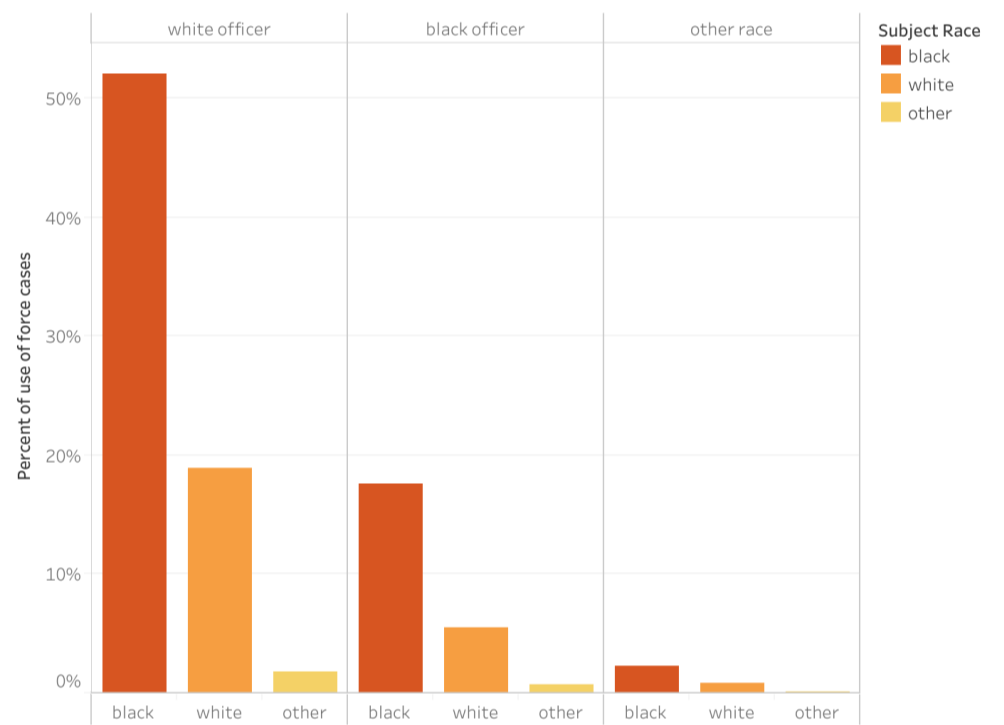 white officer
black officer
other race
Subject Race
black
white
other
50%
40%
30%
20%
10%
0%
Percent of use of force cases
black
white
other
black
white
other
black
white
other